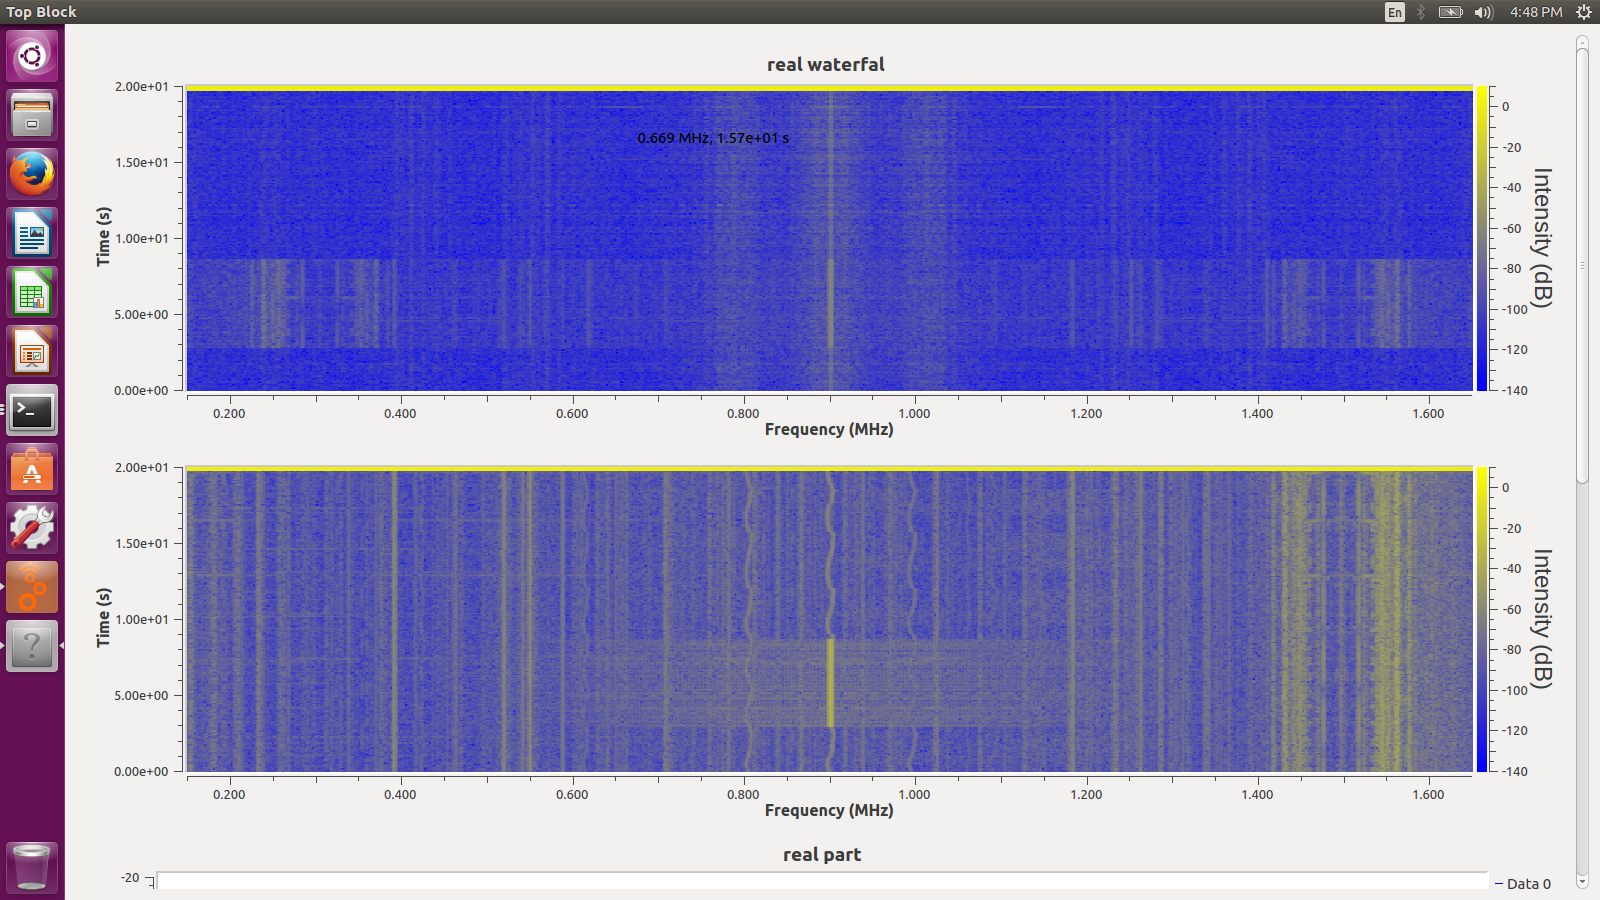 Top Block
En
4:48 PM
real waterfal
2.00e+01
1.50e+01
1.00e+01
5.00e+00
0.00e+00
Time (s)
0.669 MHz, 1.57e+01 s
0
-20
-40
-60
-80
-100
-120
-140
Intensity (dB)
0.200 0.400 0.600 0.800 1.000 1.200 1.400 1.600
Frequency (MHz)
2.00e+01
1.50e+01
1.00e+01
5.00e+00
0.00e+00
Time (s)
0
-20
-40
-60
-80
-100
-120
-140
Intensity (dB)
0.200 0.400 0.600 0.800 1.000 1.200 1.400 1.600
Frequency (MHz)
real part
-20
Data 0